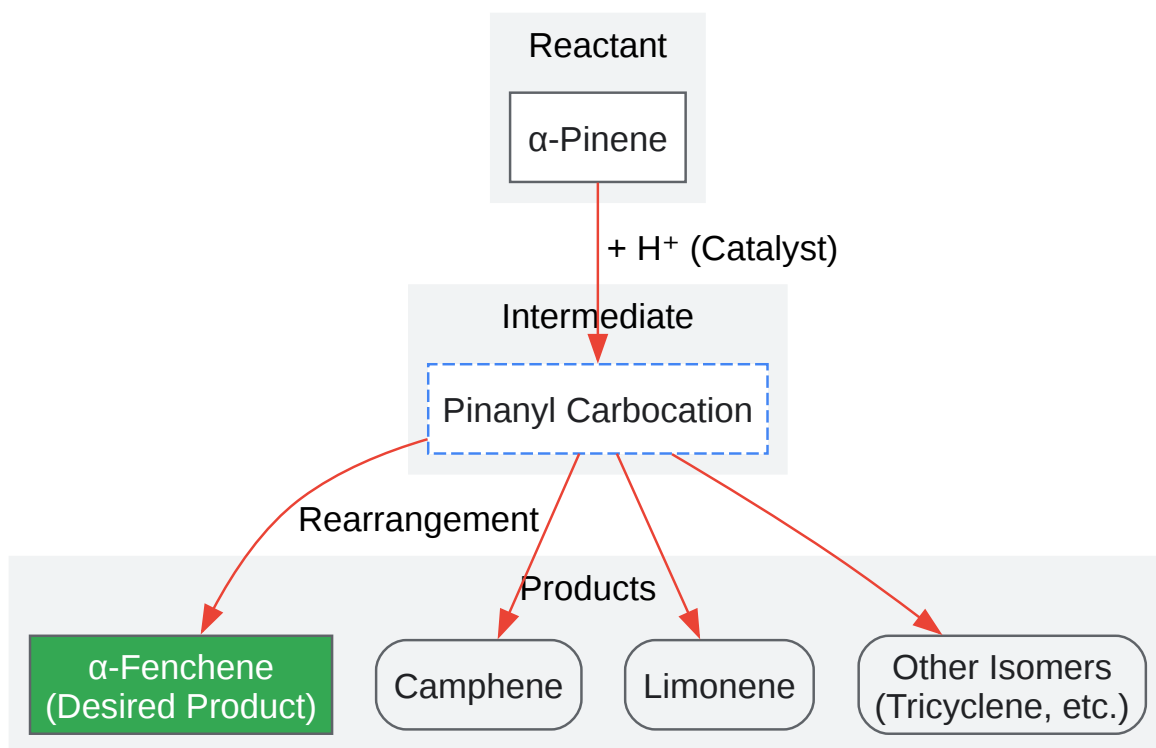 Reactant
α-Pinene
+ H⁺ (Catalyst)
Intermediate
Pinanyl Carbocation
Rearrangement
Products
α-Fenchene
(Desired Product)
Camphene
Limonene
Other Isomers
(Tricyclene, etc.)